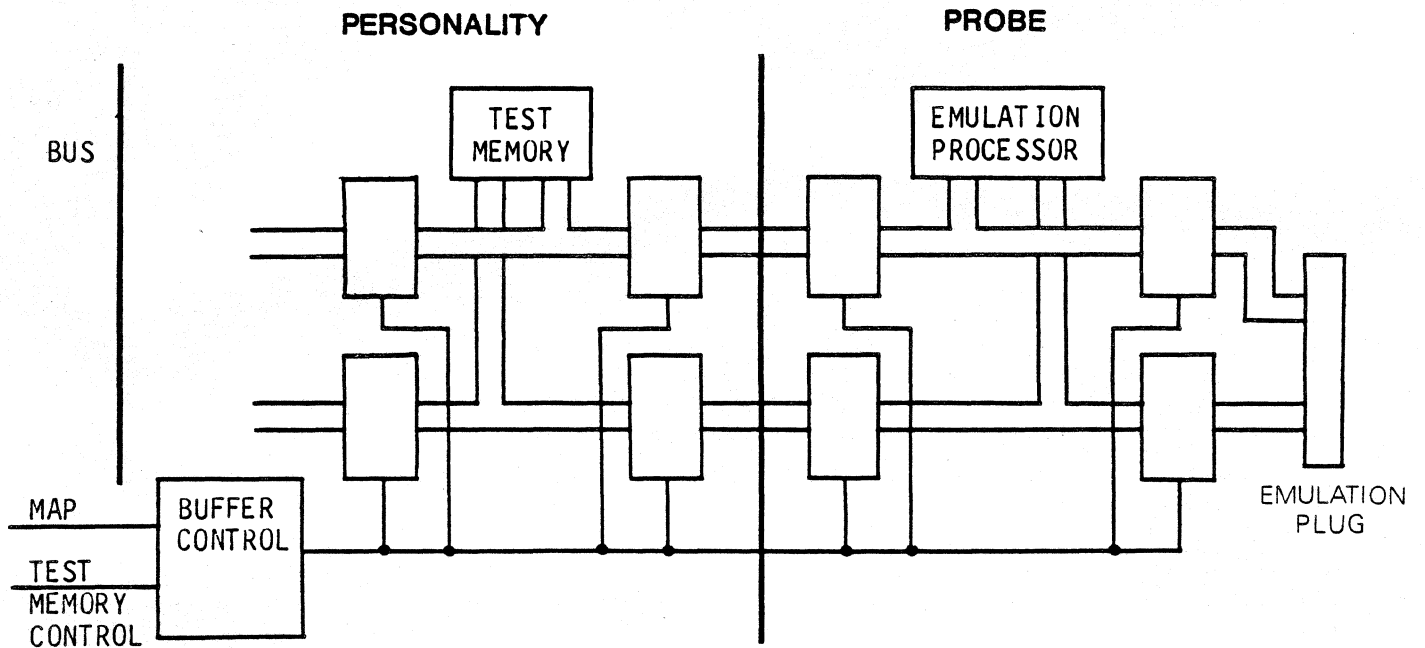 PERSONALITY
PROBE
BUS
TEST
MEMORY
EMULATION
PROCESSOR
MAP
BUFFER
CONTROL
TEST
MEMORY
CONTROL
EMULATION
PLUG